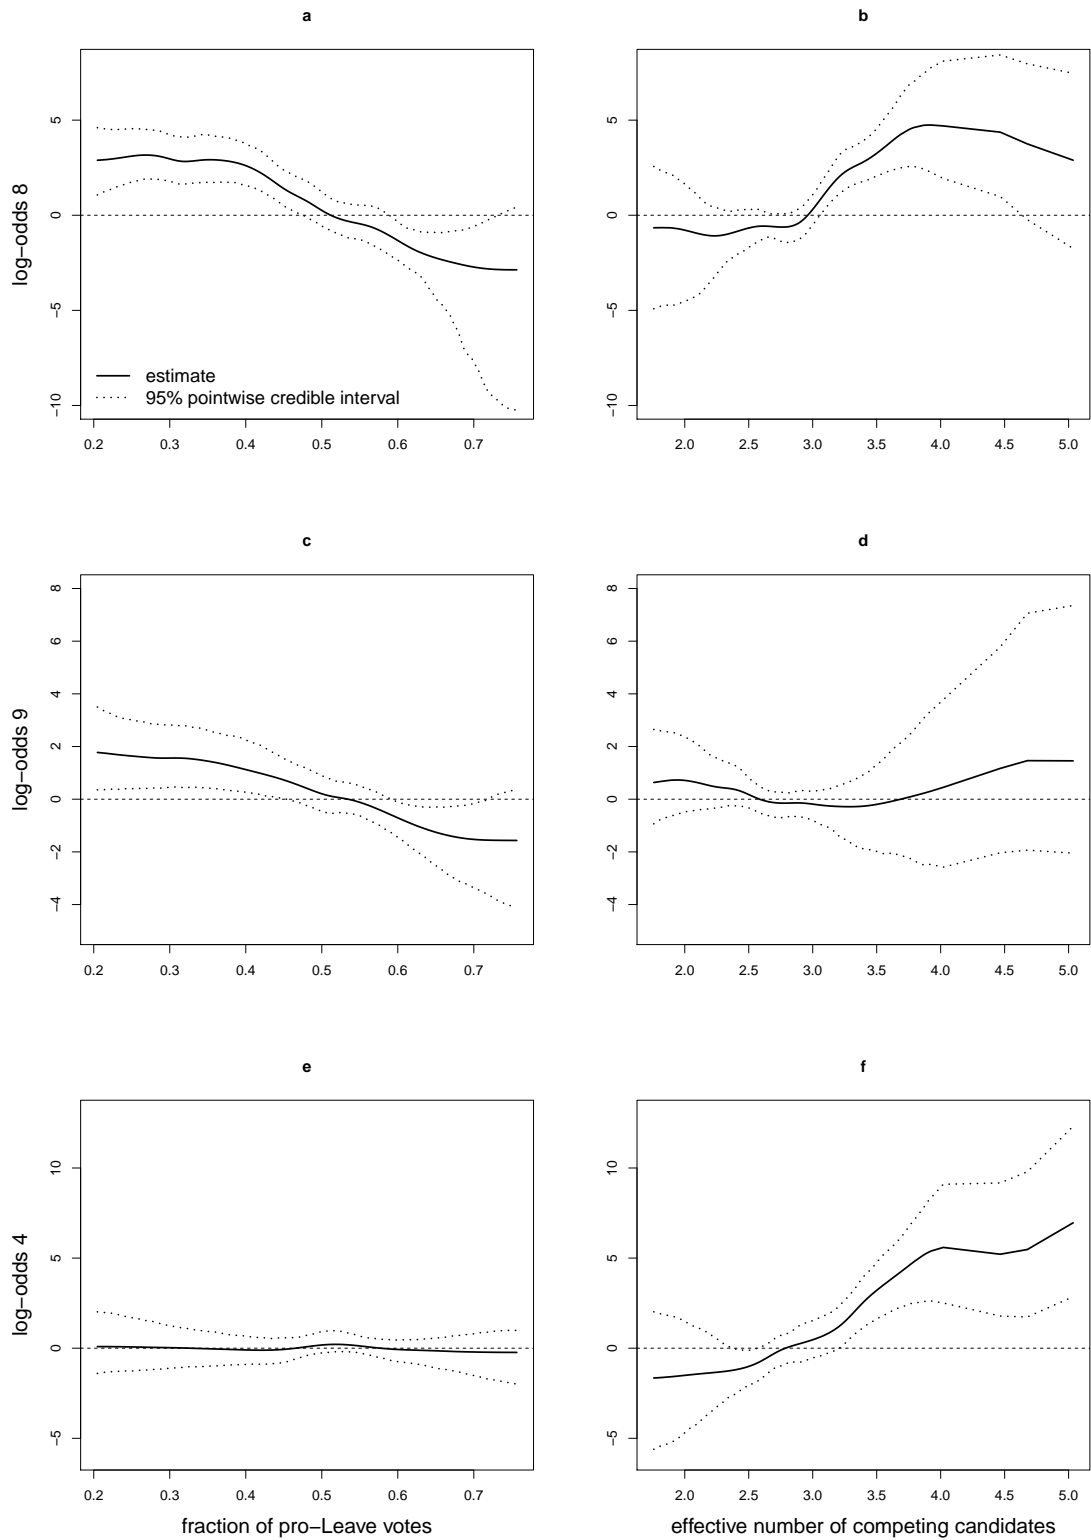 a
b
log−odds 8
5
0
−5
−10
estimate
95% pointwise credible interval
0.2 0.3 0.4 0.5 0.6 0.7
5
0
−5
−10
2.0 2.5 3.0 3.5 4.0 4.5 5.0
c
d
log−odds 9
8
6
4
2
0
−2
−4
0.2 0.3 0.4 0.5 0.6 0.7
8
6
4
2
0
−2
−4
2.0 2.5 3.0 3.5 4.0 4.5 5.0
e
f
log−odds 4
10
5
0
−5
0.2 0.3 0.4 0.5 0.6 0.7
fraction of pro−Leave votes
10
5
0
−5
2.0 2.5 3.0 3.5 4.0 4.5 5.0
effective number of competing candidates